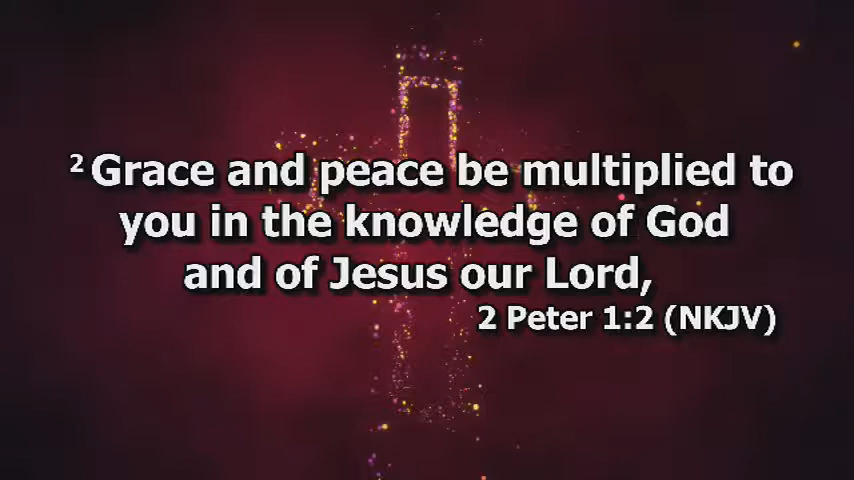 2 Grace and peace be multiplied to
you in the knowledge of God
and of Jesus our Lord,
2 Peter 1:2 (NKJV)